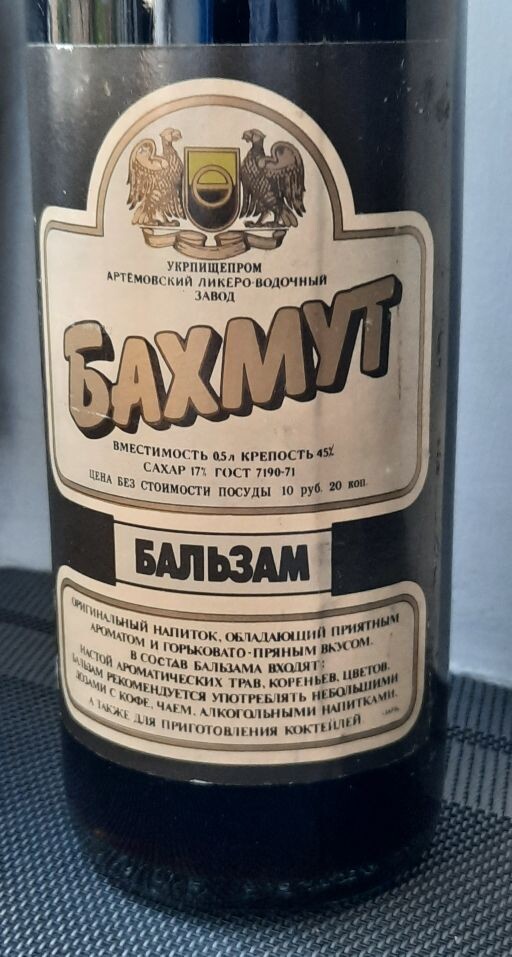 УКРПИЩЕПРОМ
АРТЁМОВСКИЙ ЛИКЕРО-ВОДОЧНЫЙ
ЗАВОД
БАХМУТ
ВМЕСТИМОСТЬ 0,5 л КРЕПОСТЬ 45%
САХАР 17% ГОСТ 7190-71
ЦЕНА БЕЗ СТОИМОСТИ ПОСУДЫ 10 руб. 20 коп.
БАЛЬЗАМ
ОРИГИНАЛЬНЫЙ НАПИТОК, ОБЛАДАЮЩИЙ ПРИЯТНЫМ
АРОМАТОМ И ГОРЬКОВАТО-ПРЯНЫМ ВКУСОМ.
В СОСТАВ БАЛЬЗАМА ВХОДЯТ:
НАСТОЙ АРОМАТИЧЕСКИХ ТРАВ, КОРЕНЬЕВ, ЦВЕТОВ.
БАЛЬЗАМ РЕКОМЕНДУЕТСЯ УПОТРЕБЛЯТЬ НЕБОЛЬШИМИ
ДОЗАМИ С КОФЕ, ЧАЕМ, АЛКОГОЛЬНЫМИ НАПИТКАМИ,
А ТАКЖЕ ДЛЯ ПРИГОТОВЛЕНИЯ КОКТЕЙЛЕЙ